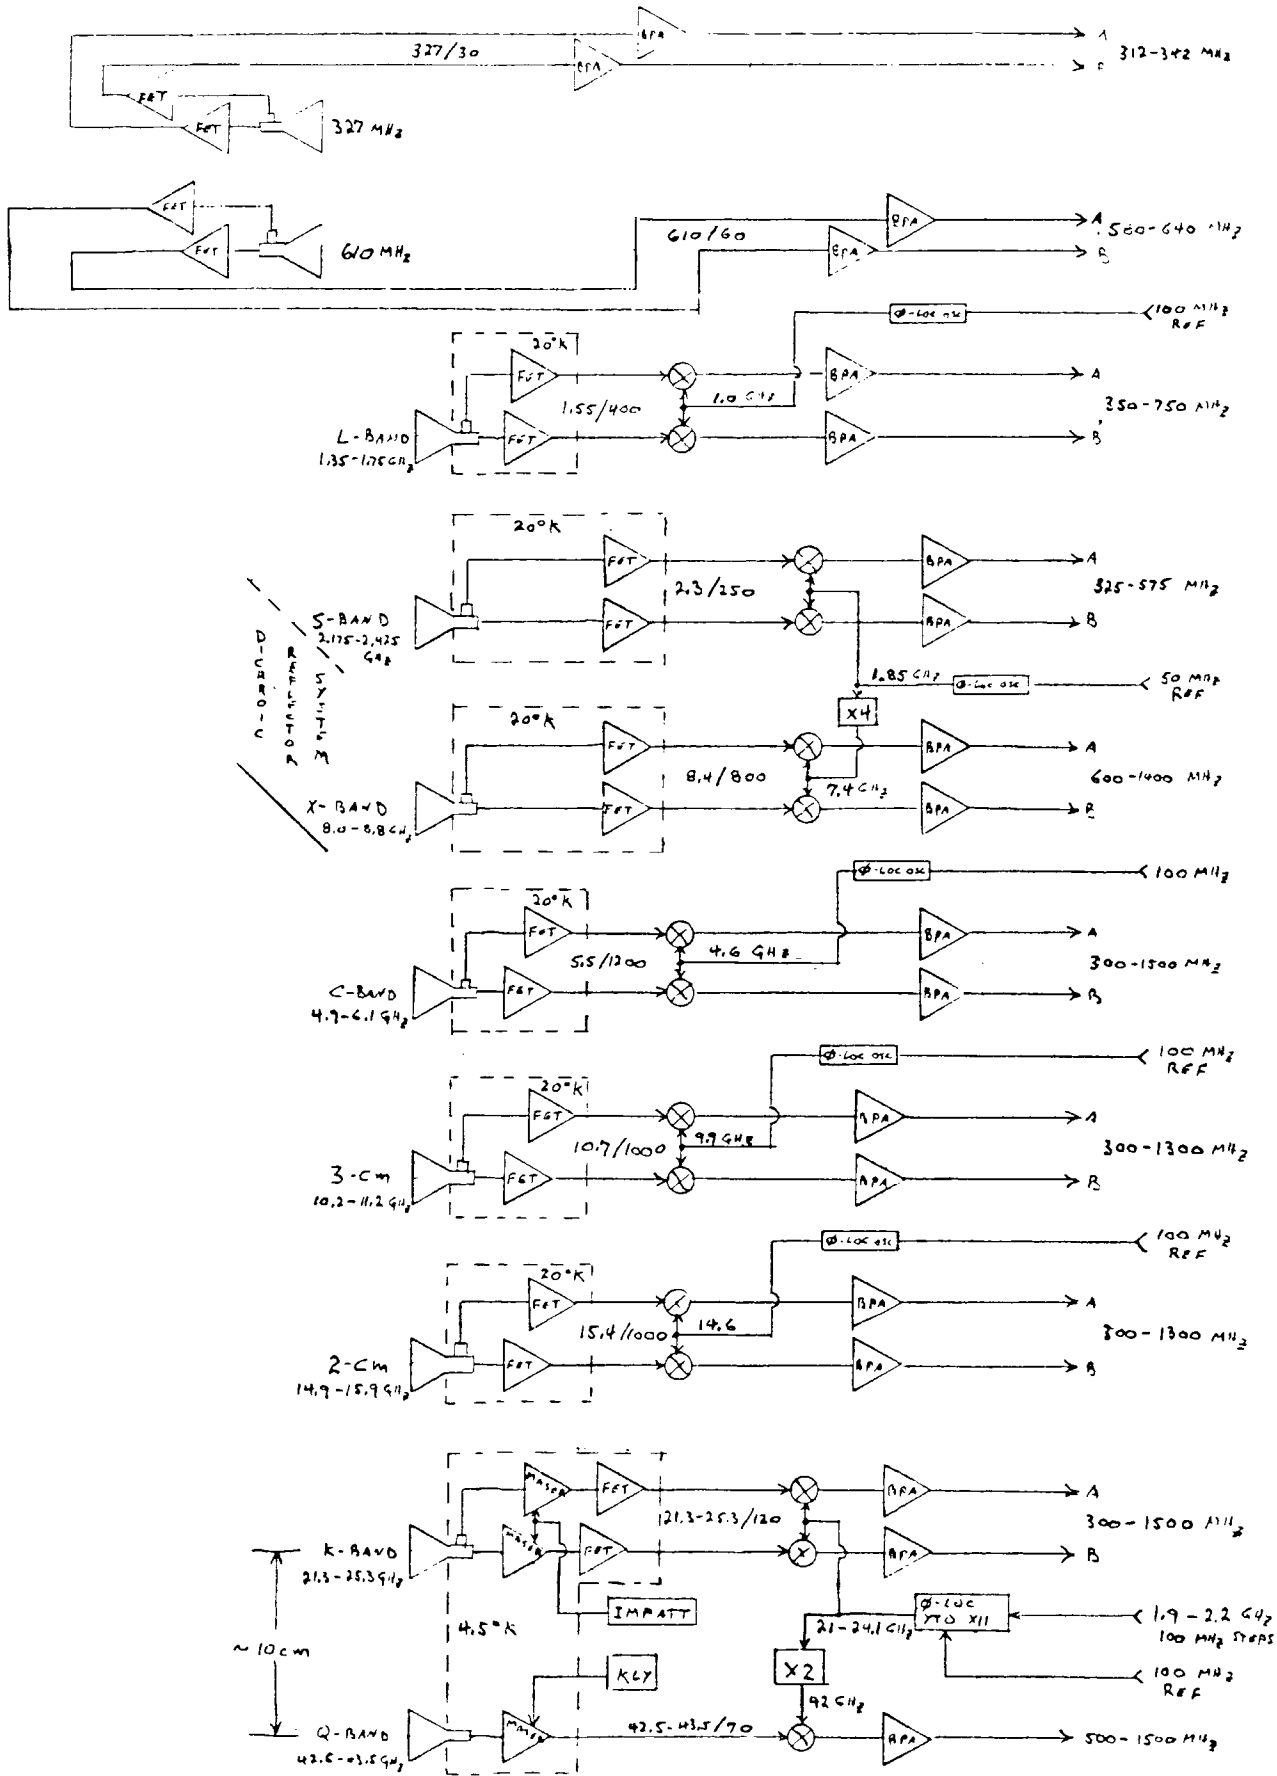 BPA
A
327/30
312-342 MHz
BPA
FET
FET
327 MHz
FET
BPA
A
610/60
580-640 MHz
FET
610 MHz
BPA
B
Φ-LOC OSC
100 MHz
REF
20°K
FET
BPA
A
1.55/400
1.0 GHz
350-750 MHz
L-BAND
1.35-1.75 GHz
FET
BPA
B
20°K
FET
BPA
A
2.3/250
325-575 MHz
S-BAND
2.175-2.425
GHz
FET
BPA
B
DICHROIC
REFLECTOR
SYSTEM
1.85 GHz
Φ-LOC OSC
50 MHz
REF
X4
20°K
FET
BPA
A
8.4/800
7.4 GHz
600-1400 MHz
X-BAND
8.0-8.8 GHz
FET
BPA
B
Φ-LOC OSC
100 MHz
20°K
FET
BPA
A
5.5/1200
4.6 GHz
300-1500 MHz
C-BAND
4.9-6.1 GHz
FET
BPA
B
Φ-LOC OSC
100 MHz
REF
20°K
FET
BPA
A
10.7/1000
9.9 GHz
300-1300 MHz
3-Cm
10.2-11.2 GHz
FET
BPA
B
Φ-LOC OSC
100 MHz
REF
20°K
FET
BPA
A
15.4/1000
14.6
300-1300 MHz
2-Cm
14.9-15.9 GHz
FET
BPA
B
MASER
FET
BPA
A
21.3-25.3/120
300-1500 MHz
K-BAND
21.3-25.3 GHz
MASER
FET
BPA
B
IMPATT
Φ-LOC
YTO X11
1.9-2.2 GHz
100 MHz STEPS
4.5°K
21-24.1 GHz
~10cm
KLY
X2
100 MHz
REF
42 GHz
42.5-43.5/70
Q-BAND
42.5-43.5 GHz
MASER
BPA
500-1500 MHz